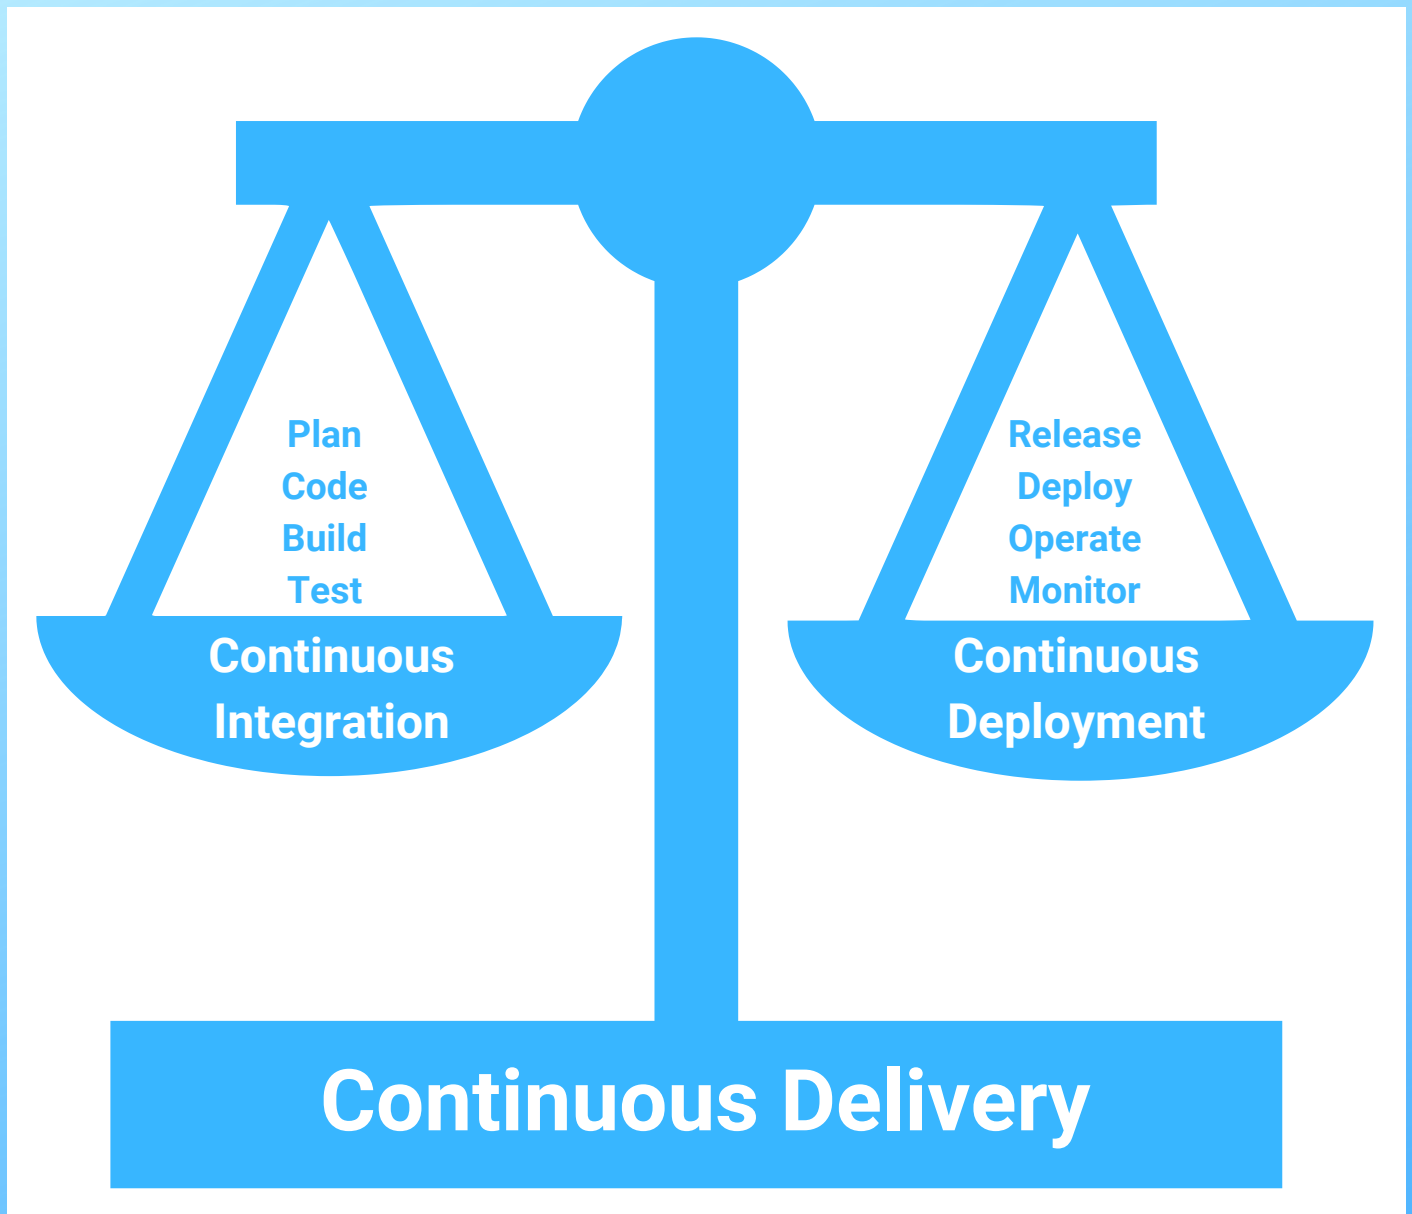 Plan
Code
Build
Test
Continuous
Integration
Release
Deploy
Operate
Monitor
Continuous
Deployment
Continuous Delivery